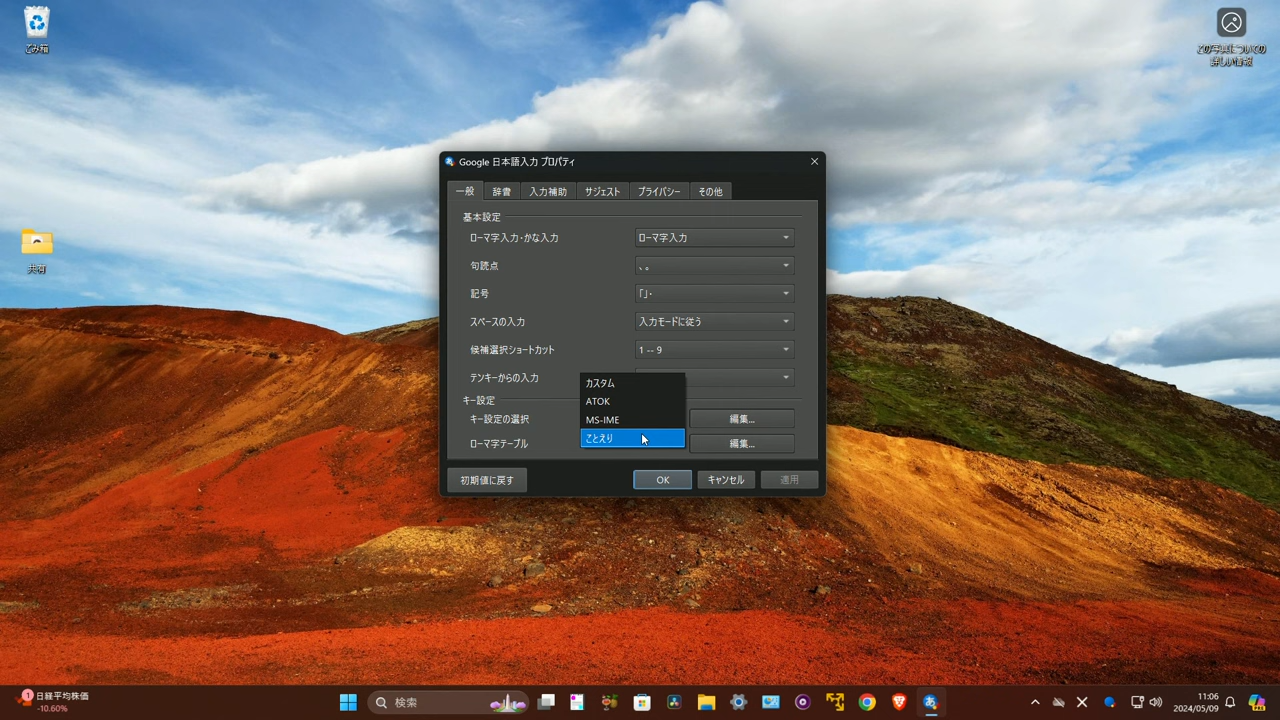 ごみ箱
この写真についての
詳しい情報
共有
Google 日本語入力 プロパティ
一般
辞書
入力補助
サジェスト
プライバシー
その他
基本設定
ローマ字入力・かな入力
ローマ字入力
句読点
、。
記号
「」・
スペースの入力
入力モードに従う
候補選択ショートカット
1 -- 9
テンキーからの入力
キー設定
カスタム
ATOK
MS-IME
ことえり
キー設定の選択
編集...
ローマ字テーブル
編集...
初期値に戻す
OK
キャンセル
適用
1
日経平均株価
-10.60%
検索
あ
11:06
2024/05/09